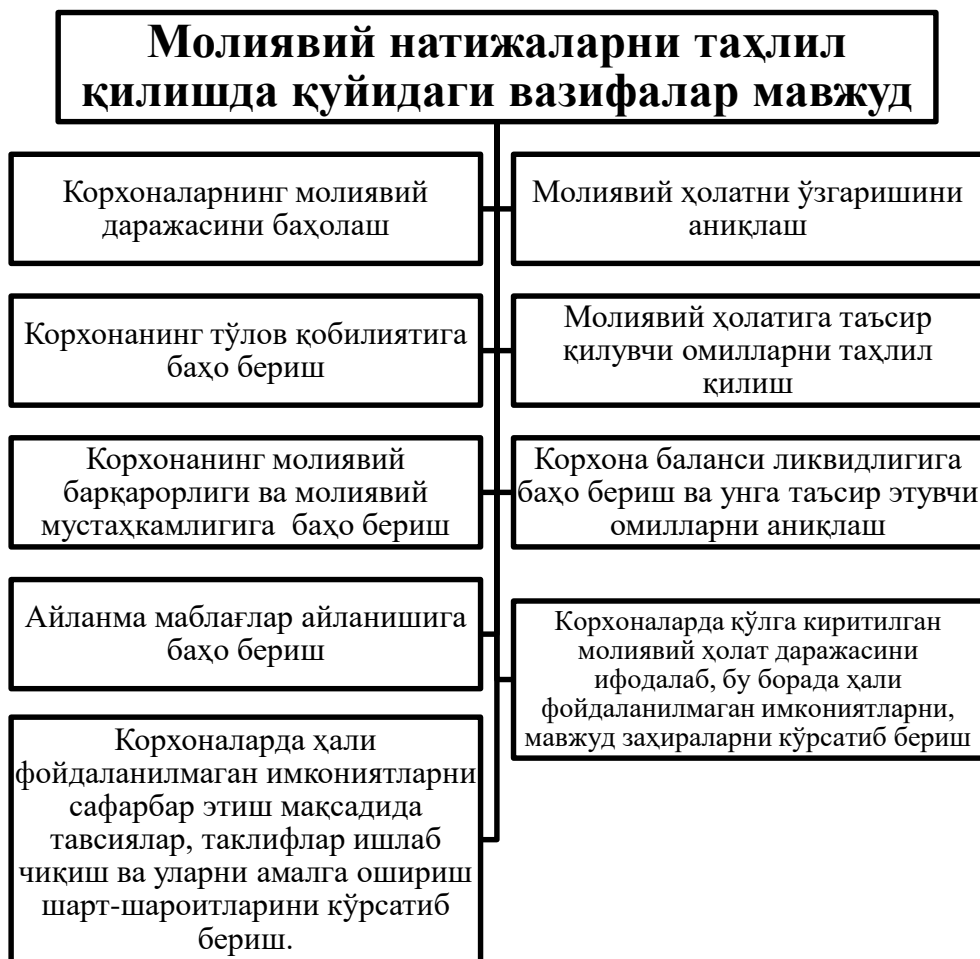 Молиявий натижаларни таҳлил
қилишда қуйидаги вазифалар мавжуд
Корхоналарнинг молиявий
даражасини баҳолаш
Молиявий ҳолатни ўзгаришини
аниқлаш
Корхонанинг тўлов қобилиятига
баҳо бериш
Молиявий ҳолатига таъсир
қилувчи омилларни таҳлил
қилиш
Корхонанинг молиявий
барқарорлиги ва молиявий
мустаҳкамлигига баҳо бериш
Корхона баланси ликвидлигига
баҳо бериш ва унга таъсир этувчи
омилларни аниқлаш
Айланма маблағлар айланишига
баҳо бериш
Корхоналарда қўлга киритилган
молиявий ҳолат даражасини
ифодалаб, бу борада ҳали
фойдаланилмаган имкониятларни,
мавжуд заҳираларни кўрсатиб бериш
Корхоналарда ҳали
фойдаланилмаган имкониятларни
сафарбар этиш мақсадида
тавсиялар, таклифлар ишлаб
чиқиш ва уларни амалга ошириш
шарт-шароитларини кўрсатиб
бериш.